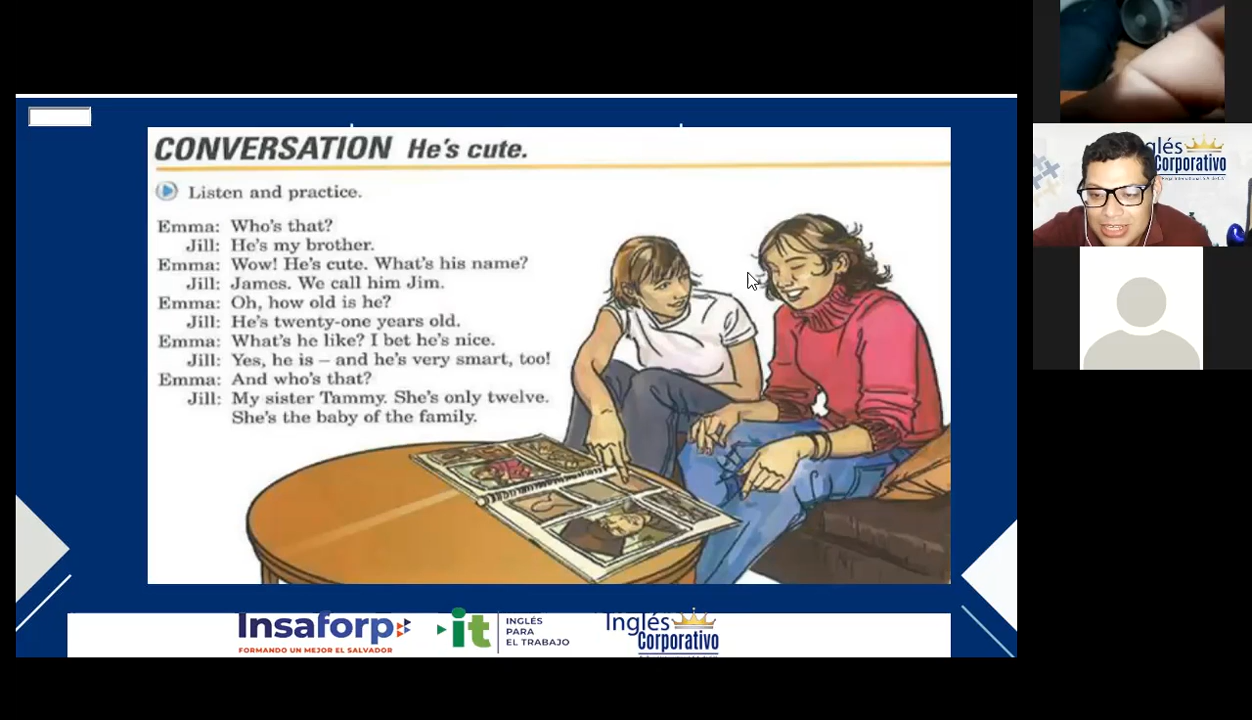 CONVERSATION He's cute.
Listen and practice.
Emma: Who's that?
Jill: He's my brother.
Emma: Wow! He's cute. What's his name?
Jill: James. We call him Jim.
Emma: Oh, how old is he?
Jill: He's twenty-one years old.
Emma: What's he like? I bet he's nice.
Jill: Yes, he is – and he's very smart, too!
Emma: And who's that?
Jill: My sister Tammy. She's only twelve.
She's the baby of the family.
Insaforp
FORMANDO UN MEJOR EL SALVADOR
it
INGLÉS
PARA
EL TRABAJO
Inglés
Corporativo
glés
Corporativo